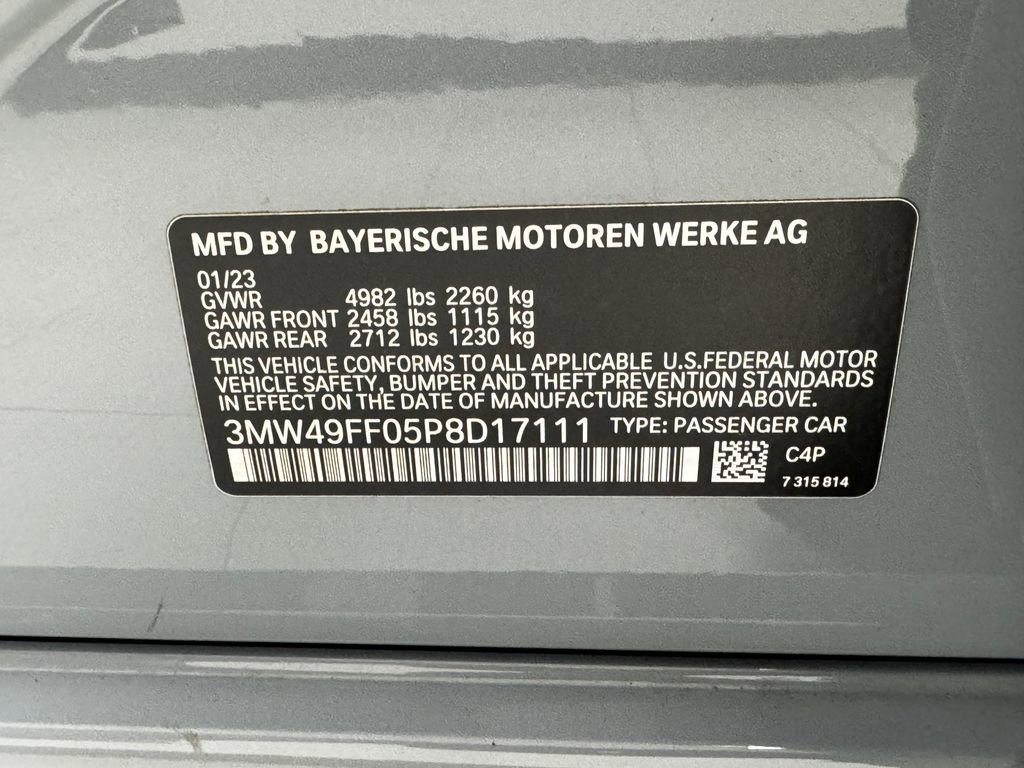 MFD BY BAYERISCHE MOTOREN WERKE AG
01/23
GVWR 4982 lbs 2260 kg
GAWR FRONT 2458 lbs 1115 kg
GAWR REAR 2712 lbs 1230 kg
THIS VEHICLE CONFORMS TO ALL APPLICABLE U.S.FEDERAL MOTOR
VEHICLE SAFETY, BUMPER AND THEFT PREVENTION STANDARDS
IN EFFECT ON THE DATE OF MANUFACTURE SHOWN ABOVE.
3MW49FF05P8D17111 TYPE: PASSENGER CAR
C4P
7 315 814